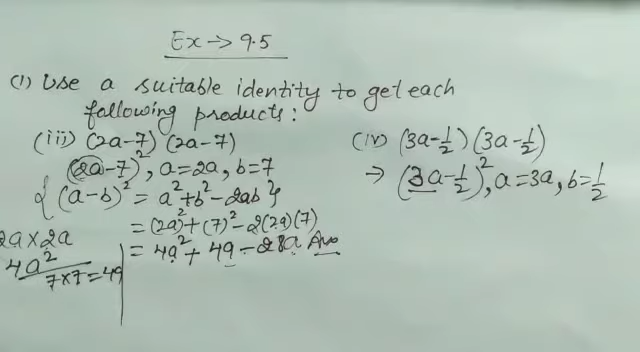 Ex → 9.5
(1) Use a suitable identity to get each
following products:
(iii) (2a-7) (2a-7)
(2a-7)², a=2a, b=7
{(a-b)² = a²+b²-2ab}
= (2a)²+(7)²-2(2a)(7)
= 4a²+49-28a Ans
2a×2a
4a²
7×7=49
(iv) (3a-1/2) (3a-1/2)
→ (3a-1/2)², a=3a, b=1/2